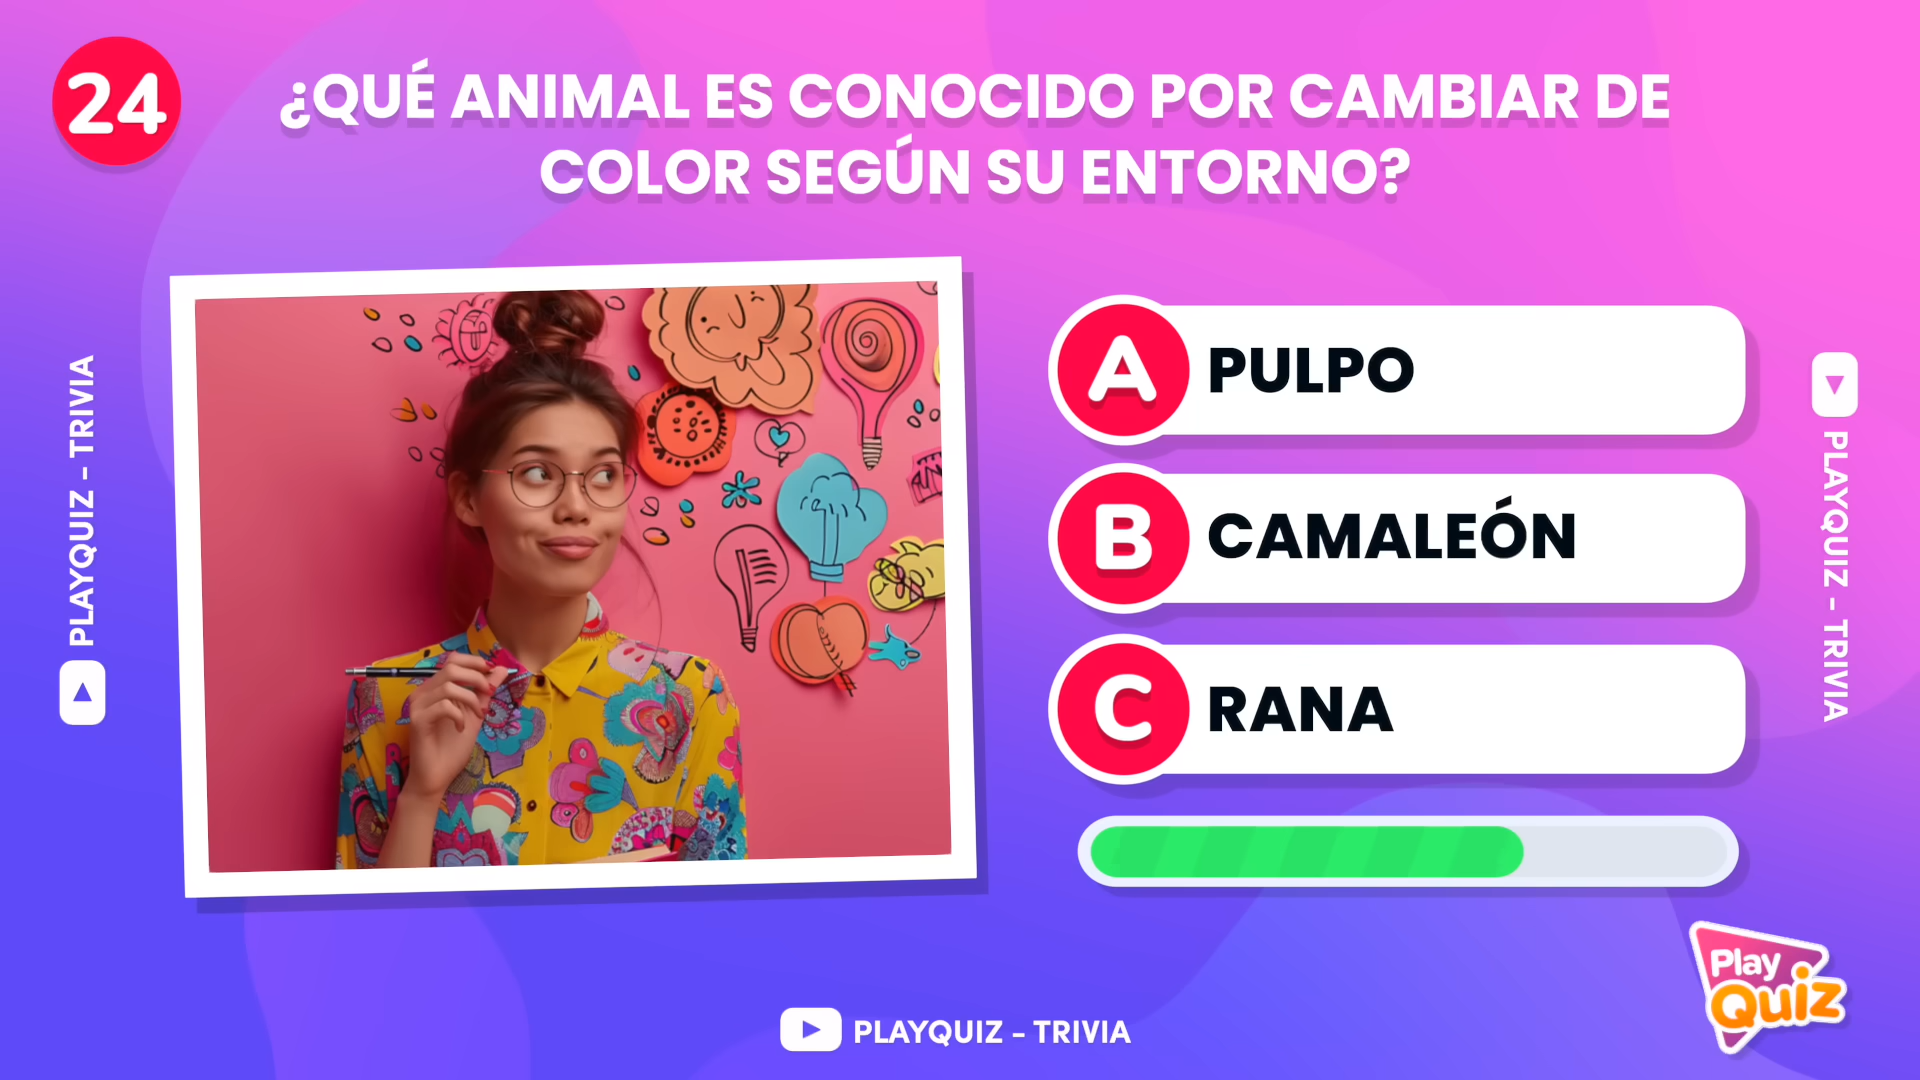 24
¿QUÉ ANIMAL ES CONOCIDO POR CAMBIAR DE
COLOR SEGÚN SU ENTORNO?
PLAYQUIZ - TRIVIA
A PULPO
B CAMALEÓN
C RANA
PLAYQUIZ - TRIVIA
Play
Quiz
PLAYQUIZ - TRIVIA